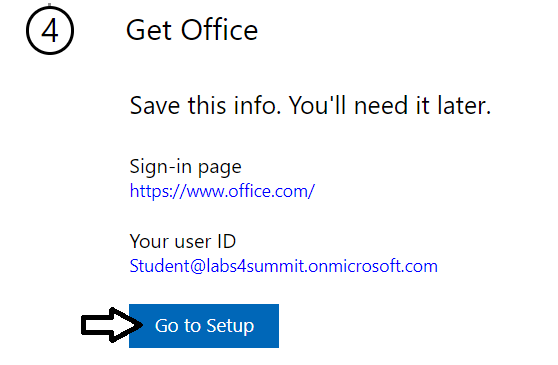 4 Get Office
Save this info. You'll need it later.
Sign-in page
https://www.office.com/
Your user ID
Student@labs4summit.onmicrosoft.com
Go to Setup